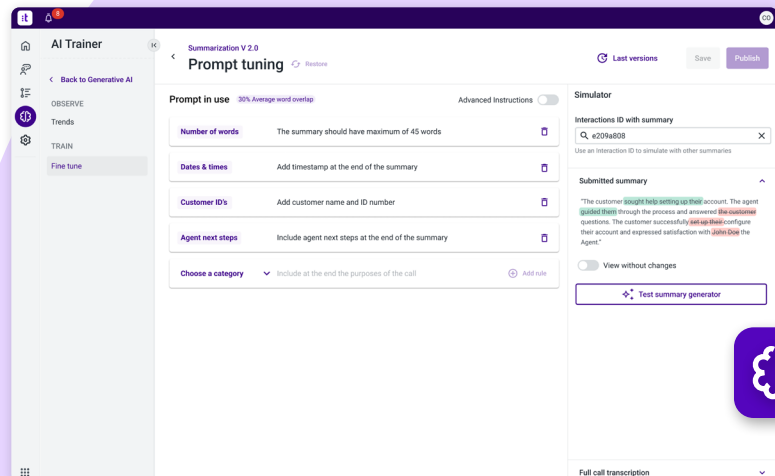 :t
8
CO
AI Trainer
Back to Generative AI
OBSERVE
Trends
TRAIN
Fine tune
Summarization V 2.0
Prompt tuning
Restore
Last versions
Save
Publish
Prompt in use
30% Average word overlap
Advanced Instructions
Number of words
The summary should have maximum of 45 words
Dates & times
Add timestamp at the end of the summary
Customer ID's
Add customer name and ID number
Agent next steps
Include agent next steps at the end of the summary
Choose a category
Include at the end the purposes of the call
Add rule
Simulator
Interactions ID with summary
e209a808
Use an Interaction ID to simulate with other summaries
Submitted summary
"The customer sought help setting up their account. The agent
guided them through the process and answered the customer
questions. The customer successfully set up their configure
their account and expressed satisfaction with John Doe the
Agent."
View without changes
Test summary generator
Full call transcription